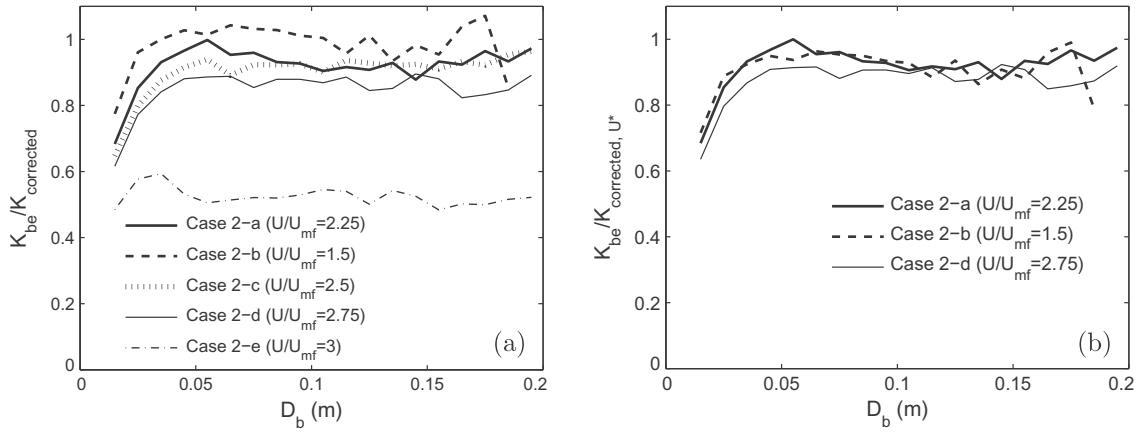 1
0.8
0.6
0.4
0.2
0
K_be/K_corrected
Case 2−a (U/U_mf=2.25)
Case 2−b (U/U_mf=1.5)
Case 2−c (U/U_mf=2.5)
Case 2−d (U/U_mf=2.75)
Case 2−e (U/U_mf=3)
(a)
0 0.05 0.1 0.15 0.2
D_b (m)
1
0.8
0.6
0.4
0.2
0
K_be/K_corrected, U*
Case 2−a (U/U_mf=2.25)
Case 2−b (U/U_mf=1.5)
Case 2−d (U/U_mf=2.75)
(b)
0 0.05 0.1 0.15 0.2
D_b (m)